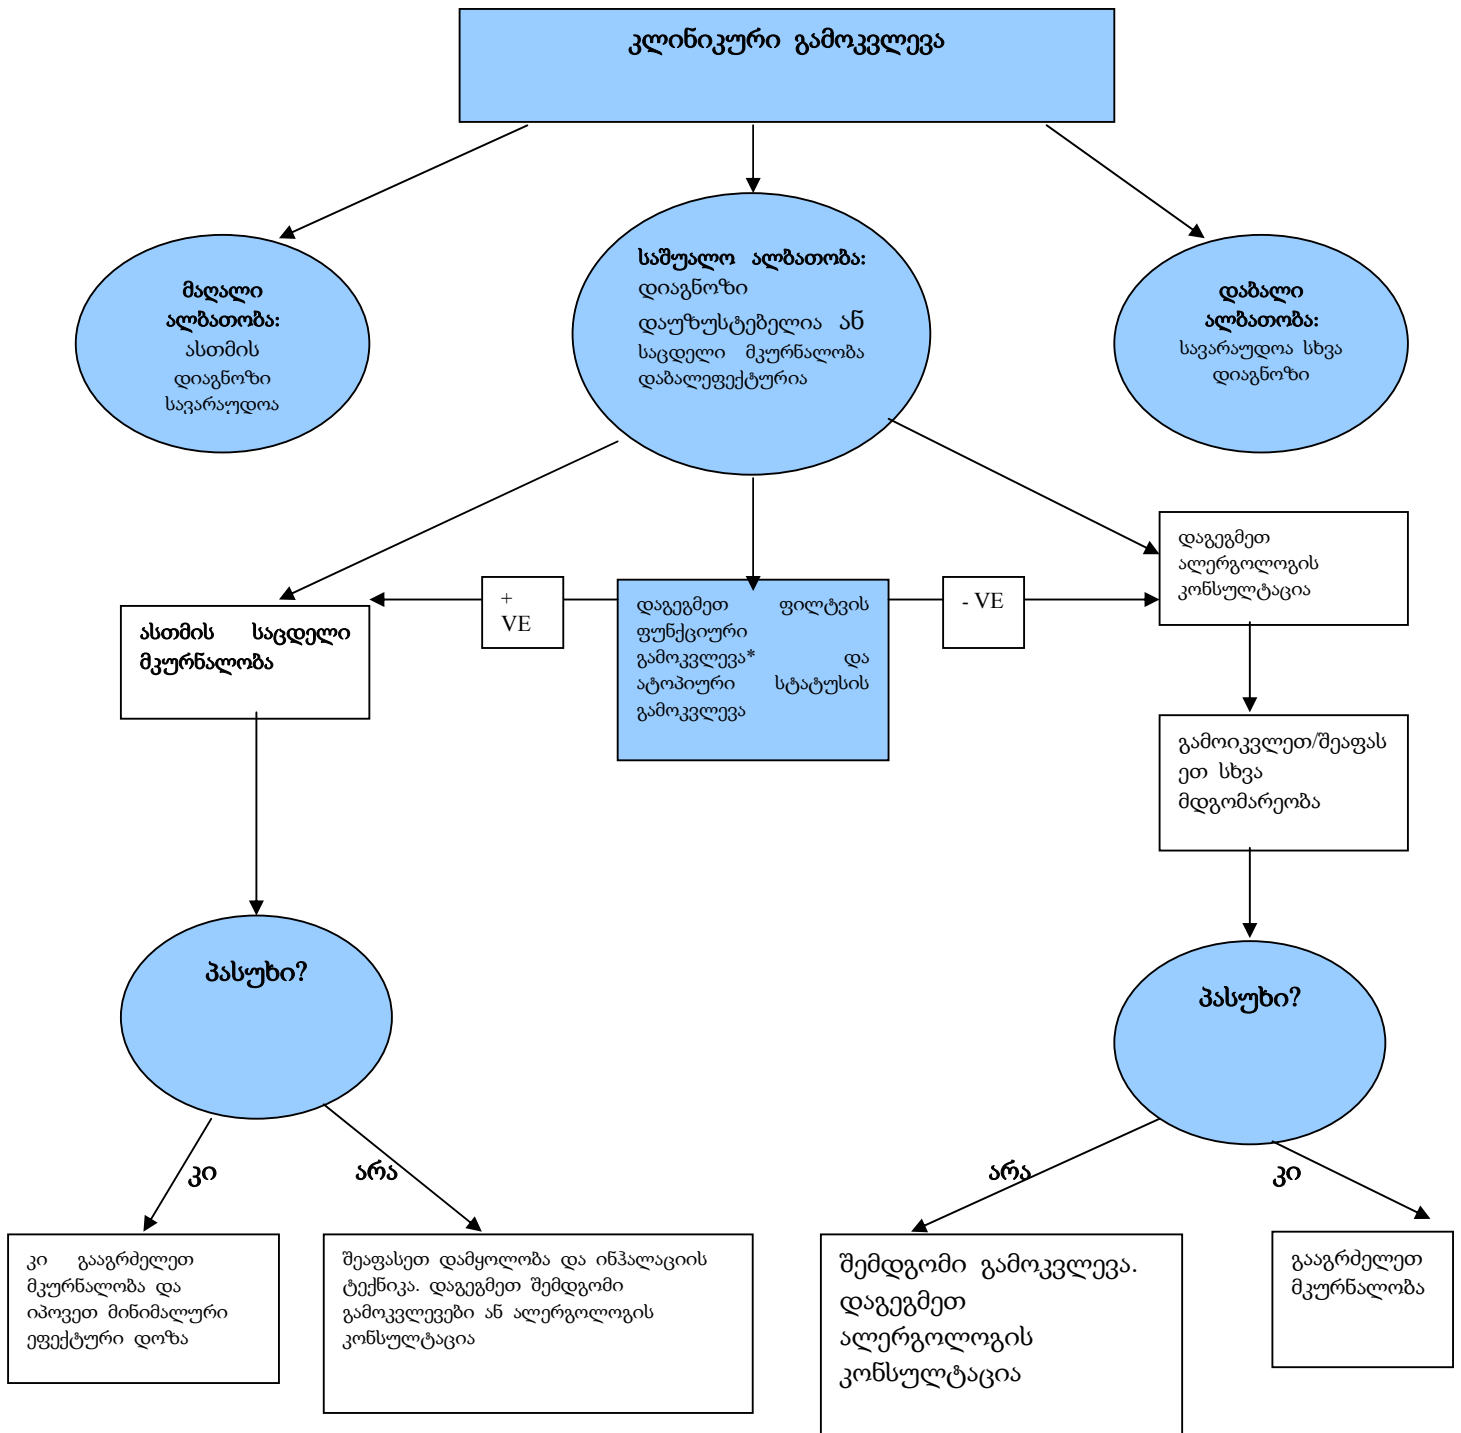 კლინიკური გამოკვლევა
მაღალი
ალბათობა:
ასთმის
დიაგნოზი
სავარაუდოა
საშუალო ალბათობა:
დიაგნოზი
დაუზუსტებელია ან
საცდელი მკურნალობა
დაბალეფექტურია
დაბალი
ალბათობა:
სავარაუდოა სხვა
დიაგნოზი
ასთმის საცდელი
მკურნალობა
+
VE
დაგეგმეთ ფილტვის
ფუნქციური
გამოკვლევა* და
ატოპიური სტატუსის
გამოკვლევა
- VE
დაგეგმეთ
ალერგოლოგის
კონსულტაცია
გამოიკვლეთ/შეაფას
ეთ სხვა
მდგომარეობა
პასუხი?
პასუხი?
კი
არა
არა
კი
კი გააგრძელეთ
მკურნალობა და
იპოვეთ მინიმალური
ეფექტური დოზა
შეაფასეთ დამყოლობა და ინჰალაციის
ტექნიკა. დაგეგმეთ შემდგომი
გამოკვლევები ან ალერგოლოგის
კონსულტაცია
შემდგომი გამოკვლევა.
დაგეგმეთ
ალერგოლოგის
კონსულტაცია
გააგრძელეთ
მკურნალობა